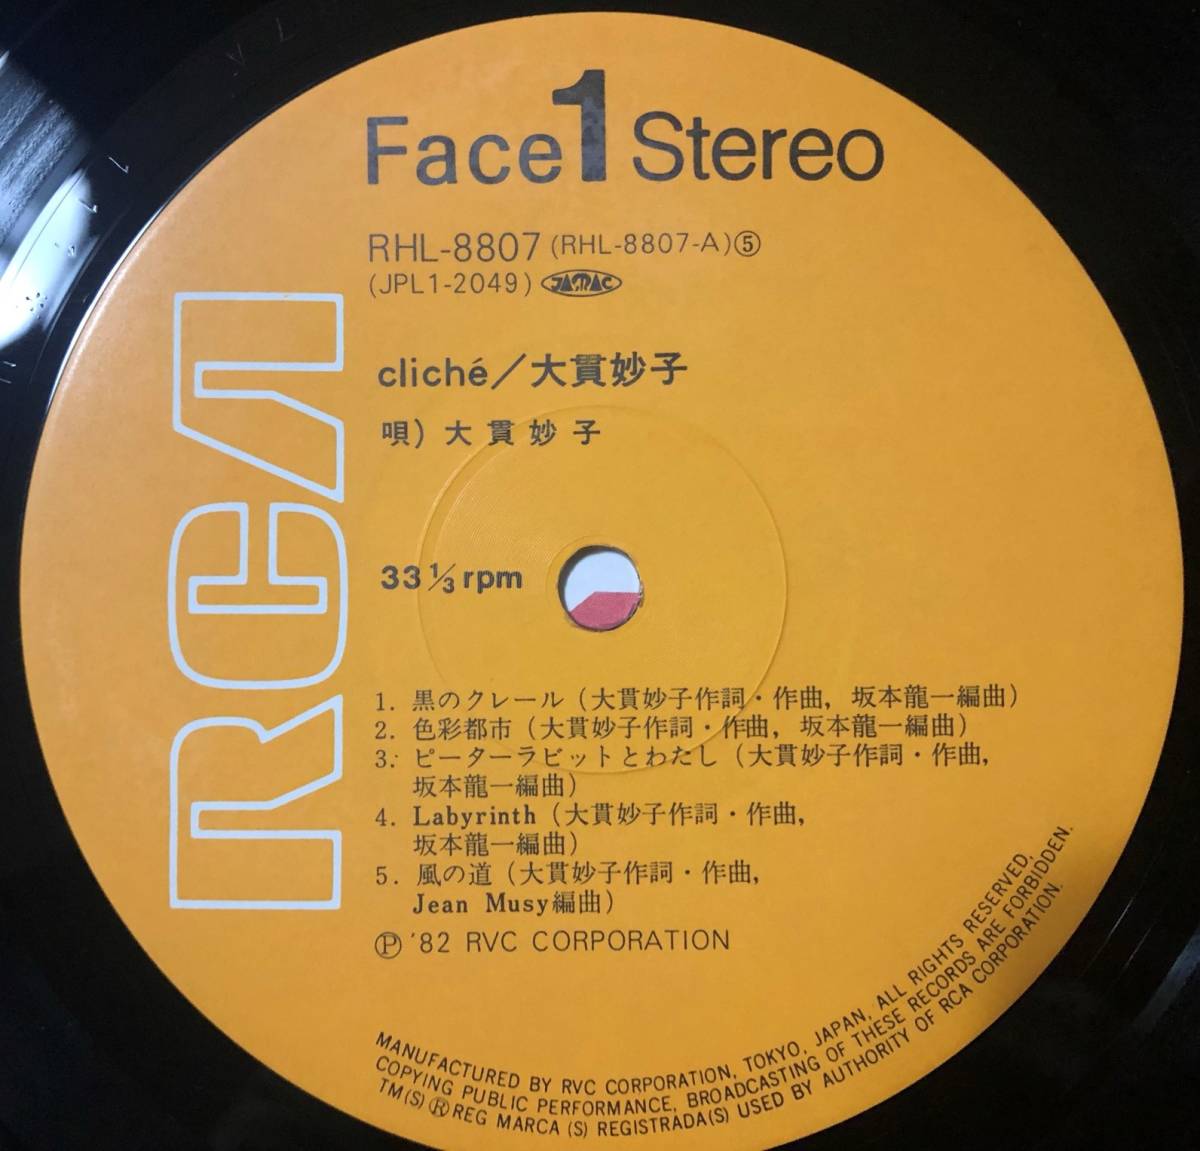 Face 1 Stereo
RHL-8807 (RHL-8807-A)⑤
(JPL1-2049) JASRAC
RCA
cliché／大貫妙子
唄）大貫妙子
33 1/3 rpm
1. 黒のクレール（大貫妙子作詞・作曲，坂本龍一編曲）
2. 色彩都市（大貫妙子作詞・作曲，坂本龍一編曲）
3. ピーターラビットとわたし（大貫妙子作詞・作曲，
坂本龍一編曲）
4. Labyrinth（大貫妙子作詞・作曲，
坂本龍一編曲）
5. 風の道（大貫妙子作詞・作曲，
Jean Musy編曲）
Ⓟ '82 RVC CORPORATION
MANUFACTURED BY RVC CORPORATION, TOKYO, JAPAN, ALL RIGHTS RESERVED,
COPYING PUBLIC PERFORMANCE, BROADCASTING OF THESE RECORDS ARE FORBIDDEN.
TM(S) ® REG MARCA (S) REGISTRADA(S) USED BY AUTHORITY OF RCA CORPORATION.